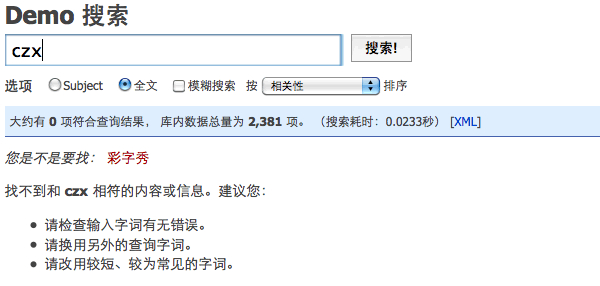 Demo 搜索
czx 搜索!
选项 Subject 全文 模糊搜索 按 相关性 排序
大约有 0 项符合查询结果， 库内数据总量为 2,381 项。 （搜索耗时：0.0233秒） [XML]
您是不是要找： 彩字秀
找不到和 czx 相符的内容或信息。建议您：
请检查输入字词有无错误。
请换用另外的查询字词。
请改用较短、较为常见的字词。